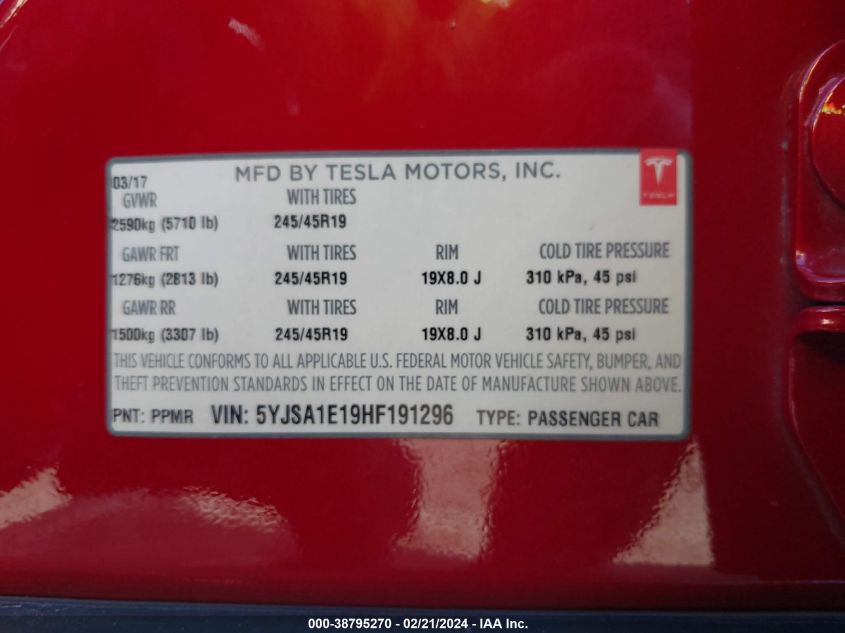 MFD BY TESLA MOTORS, INC.
03/17
TESLA
GVWR WITH TIRES
2590kg (5710 lb) 245/45R19
GAWR FRT WITH TIRES RIM COLD TIRE PRESSURE
1276kg (2813 lb) 245/45R19 19X8.0 J 310 kPa, 45 psi
GAWR RR WITH TIRES RIM COLD TIRE PRESSURE
1500kg (3307 lb) 245/45R19 19X8.0 J 310 kPa, 45 psi
THIS VEHICLE CONFORMS TO ALL APPLICABLE U.S. FEDERAL MOTOR VEHICLE SAFETY, BUMPER, AND
THEFT PREVENTION STANDARDS IN EFFECT ON THE DATE OF MANUFACTURE SHOWN ABOVE.
PNT: PPMR VIN: 5YJSA1E19HF191296 TYPE: PASSENGER CAR
000-38795270 - 02/21/2024 - IAA Inc.